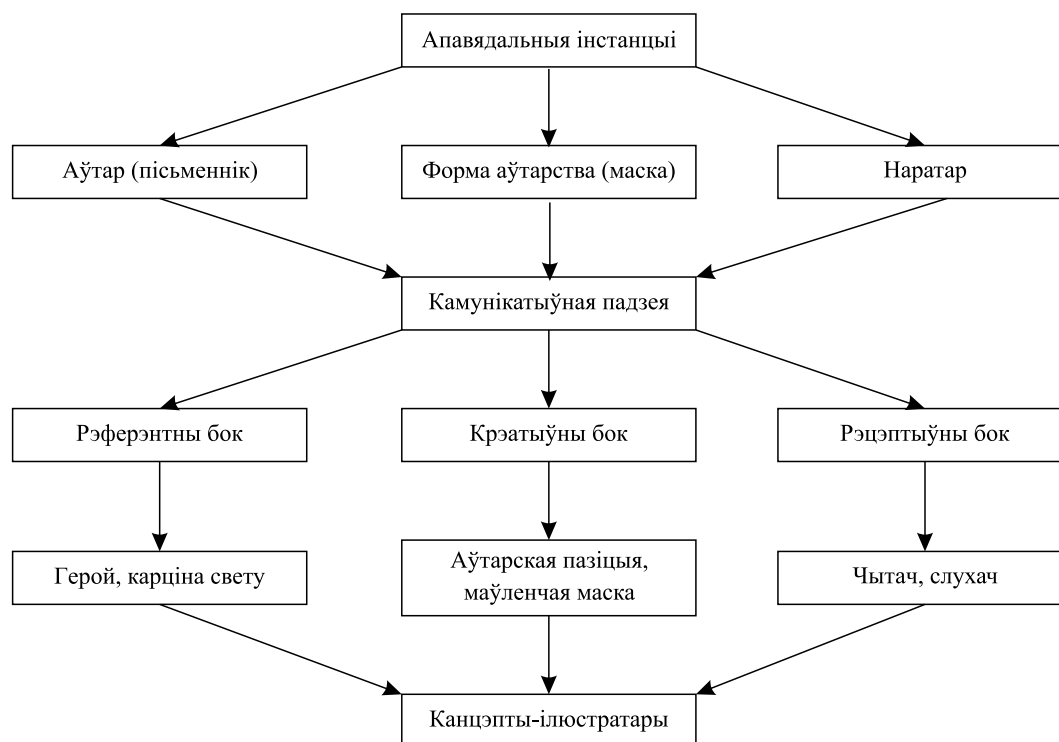 Апавядальныя інстанцыі
Аўтар (пісьменнік)
Форма аўтарства (маска)
Наратар
Камунікатыўная падзея
Рэферэнтны бок
Крэатыўны бок
Рэцэптыўны бок
Герой, карціна свету
Аўтарская пазіцыя,
маўленчая маска
Чытач, слухач
Канцэпты-ілюстратары